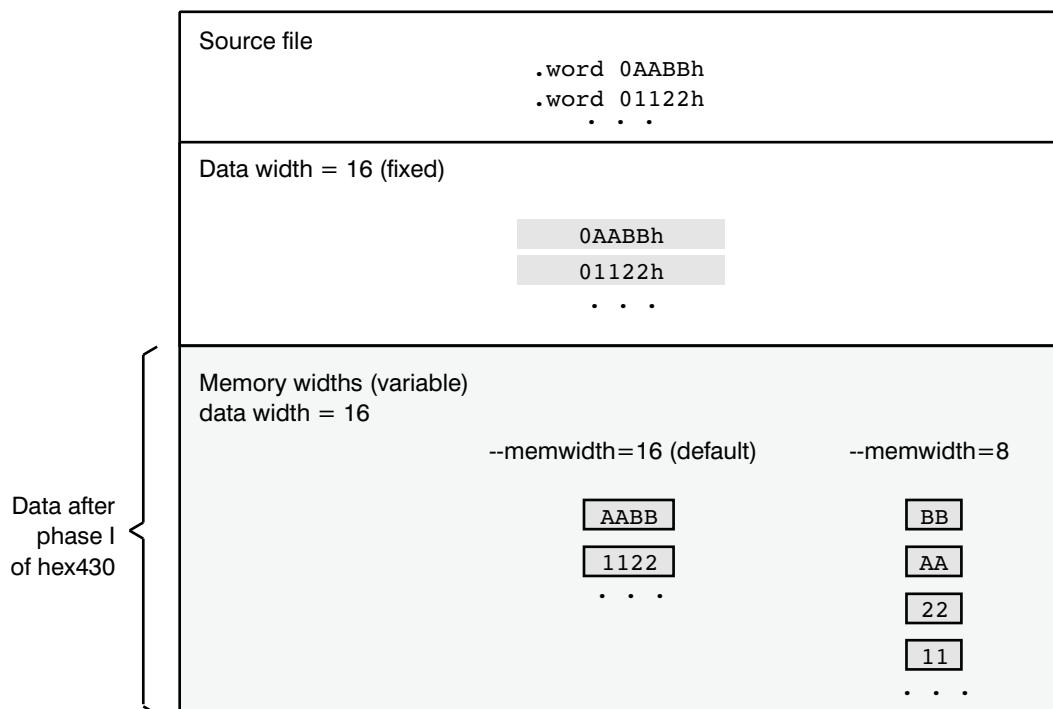 Source file
.word 0AABBh
.word 01122h
. . .
Data width = 16 (fixed)
0AABBh
01122h
. . .
Memory widths (variable)
data width = 16
--memwidth=16 (default)
--memwidth=8
Data after
phase I
of hex430
AABB
1122
. . .
BB
AA
22
11
. . .